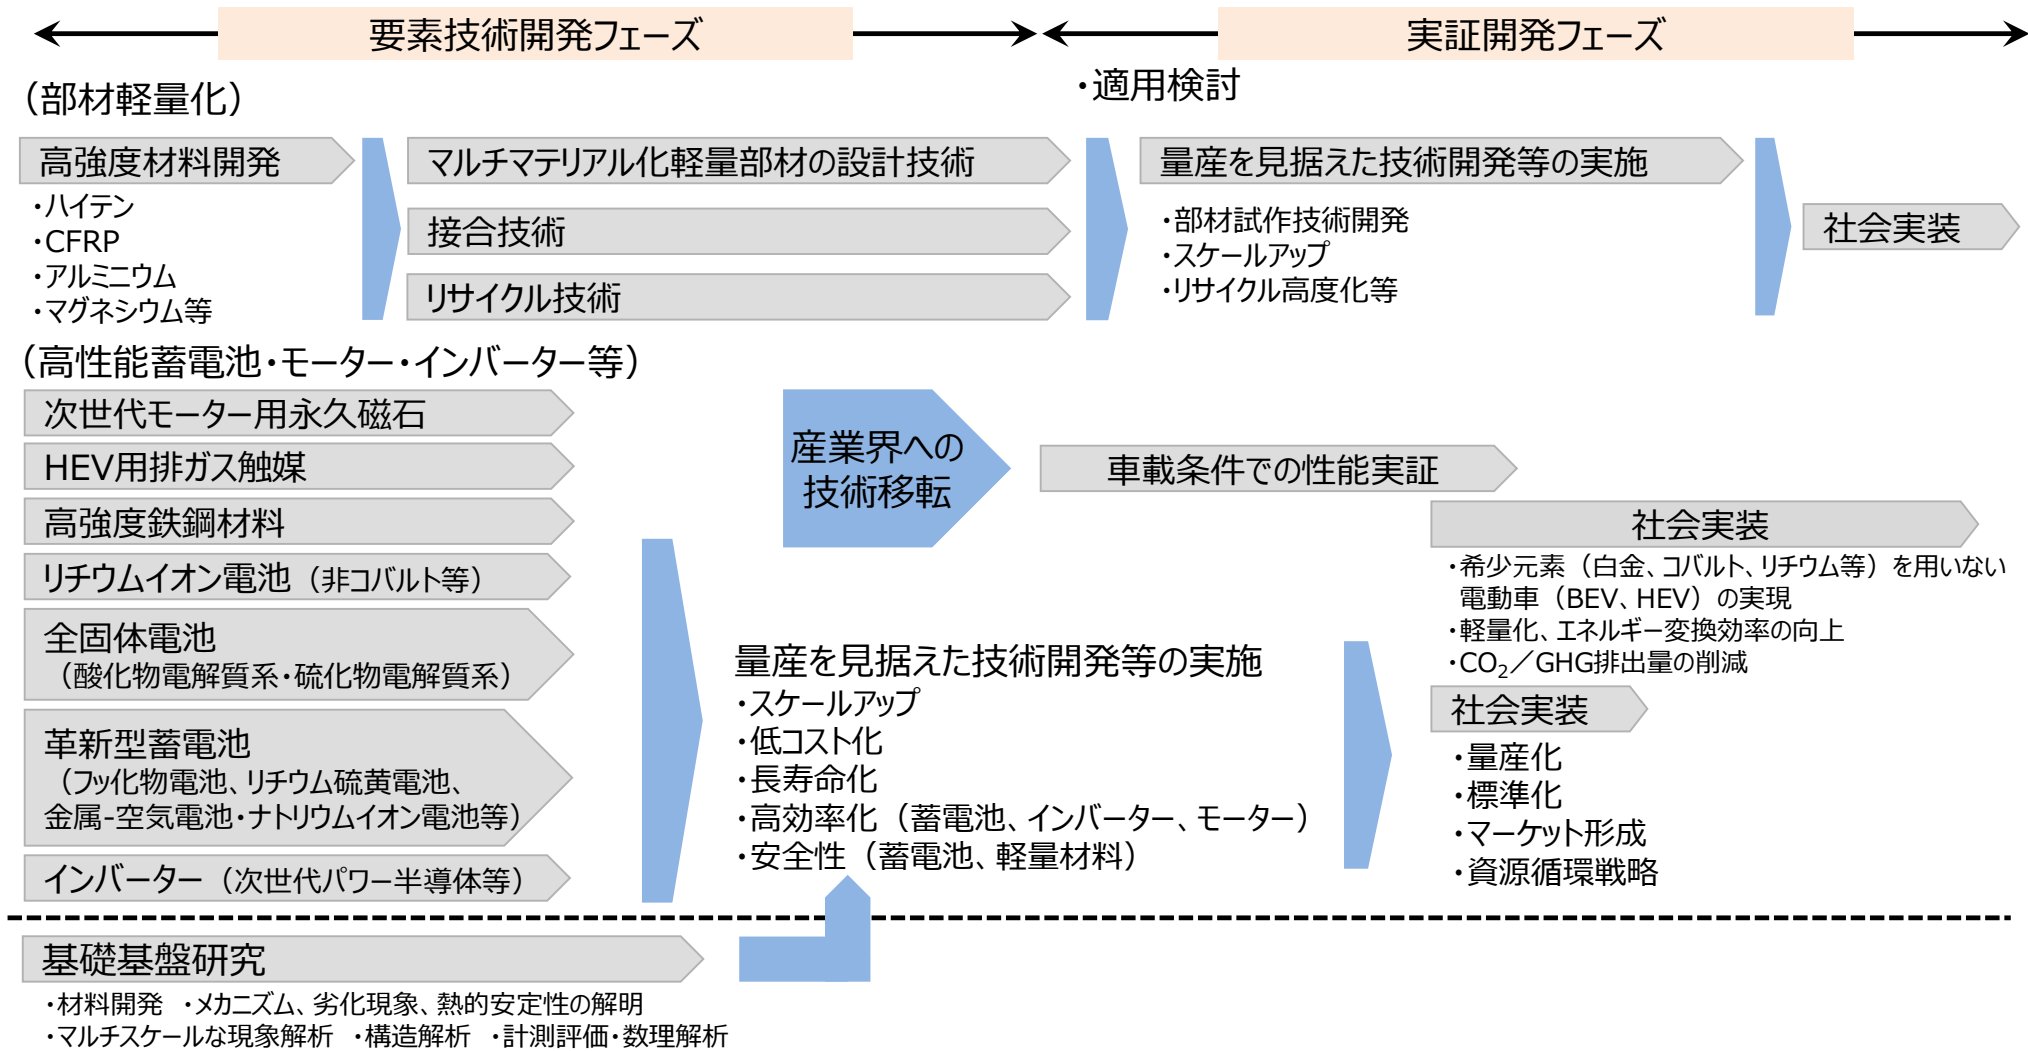 要素技術開発フェーズ
実証開発フェーズ
（部材軽量化）
・適用検討
高強度材料開発
・ハイテン
・CFRP
・アルミニウム
・マグネシウム等
マルチマテリアル化軽量部材の設計技術
接合技術
リサイクル技術
量産を見据えた技術開発等の実施
・部材試作技術開発
・スケールアップ
・リサイクル高度化等
社会実装
（高性能蓄電池・モーター・インバーター等）
次世代モーター用永久磁石
HEV用排ガス触媒
高強度鉄鋼材料
リチウムイオン電池（非コバルト等）
全固体電池
（酸化物電解質系・硫化物電解質系）
革新型蓄電池
（フッ化物電池、リチウム硫黄電池、
金属-空気電池・ナトリウムイオン電池等）
インバーター（次世代パワー半導体等）
産業界への
技術移転
車載条件での性能実証
社会実装
・希少元素（白金、コバルト、リチウム等）を用いない
電動車（BEV、HEV）の実現
・軽量化、エネルギー変換効率の向上
・CO₂／GHG排出量の削減
量産を見据えた技術開発等の実施
・スケールアップ
・低コスト化
・長寿命化
・高効率化（蓄電池、インバーター、モーター）
・安全性（蓄電池、軽量材料）
社会実装
・量産化
・標準化
・マーケット形成
・資源循環戦略
基礎基盤研究
・材料開発　・メカニズム、劣化現象、熱的安定性の解明
・マルチスケールな現象解析　・構造解析　・計測評価・数理解析